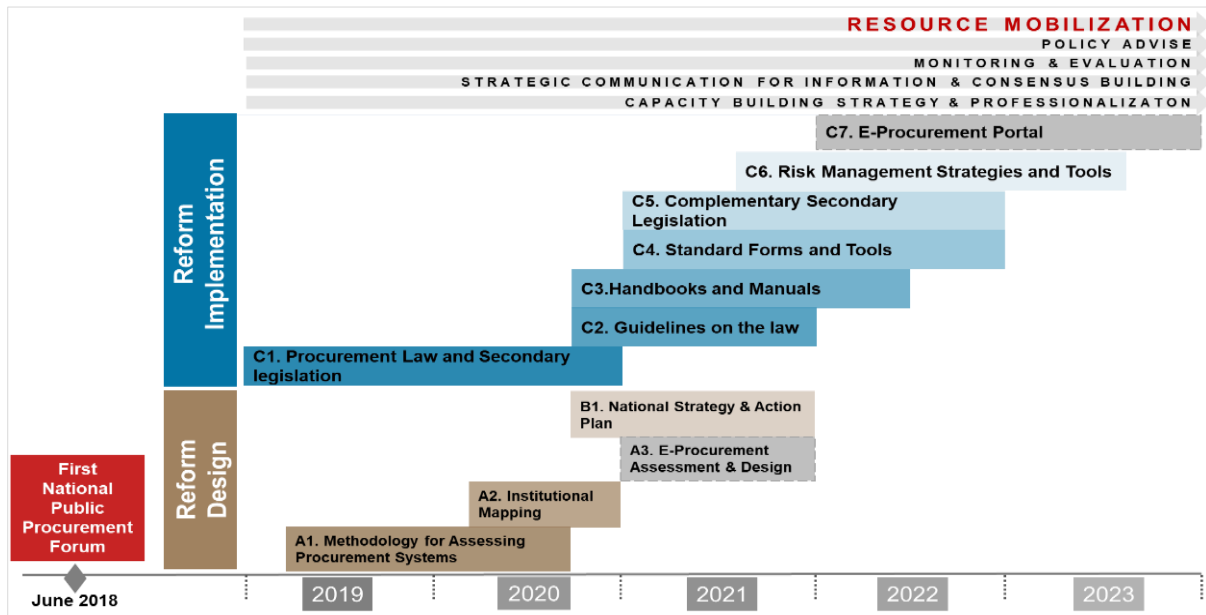 RESOURCE MOBILIZATION
POLICY ADVISE
MONITORING & EVALUATION
STRATEGIC COMMUNICATION FOR INFORMATION & CONSENSUS BUILDING
CAPACITY BUILDING STRATEGY & PROFESSIONALIZATON
Reform
Implementation
C7. E-Procurement Portal
C6. Risk Management Strategies and Tools
C5. Complementary Secondary
Legislation
C4. Standard Forms and Tools
C3.Handbooks and Manuals
C2. Guidelines on the law
C1. Procurement Law and Secondary
legislation
Reform
Design
B1. National Strategy & Action
Plan
A3. E-Procurement
Assessment & Design
A2. Institutional
Mapping
A1. Methodology for Assessing
Procurement Systems
First
National
Public
Procurement
Forum
June 2018
2019
2020
2021
2022
2023